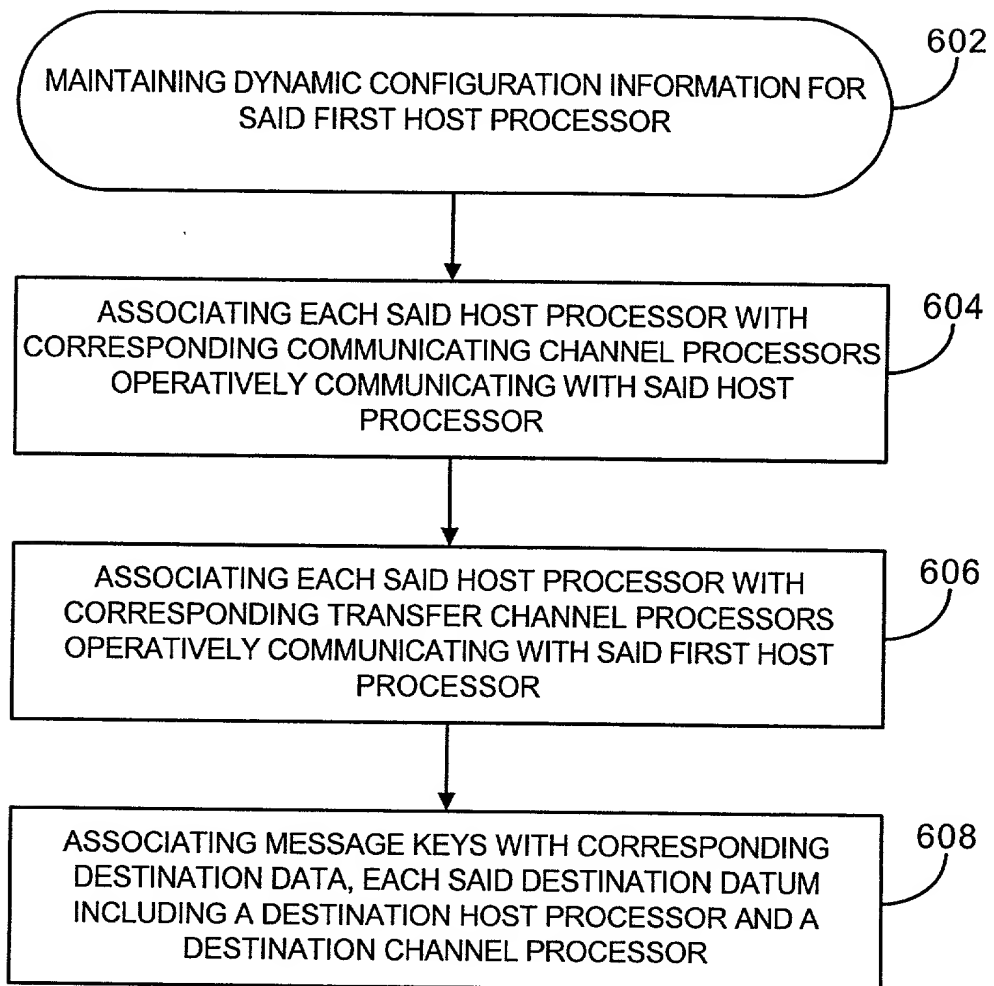 602
MAINTAINING DYNAMIC CONFIGURATION INFORMATION FOR
SAID FIRST HOST PROCESSOR
604
ASSOCIATING EACH SAID HOST PROCESSOR WITH
CORRESPONDING COMMUNICATING CHANNEL PROCESSORS
OPERATIVELY COMMUNICATING WITH SAID HOST
PROCESSOR
606
ASSOCIATING EACH SAID HOST PROCESSOR WITH
CORRESPONDING TRANSFER CHANNEL PROCESSORS
OPERATIVELY COMMUNICATING WITH SAID FIRST HOST
PROCESSOR
608
ASSOCIATING MESSAGE KEYS WITH CORRESPONDING
DESTINATION DATA, EACH SAID DESTINATION DATUM
INCLUDING A DESTINATION HOST PROCESSOR AND A
DESTINATION CHANNEL PROCESSOR